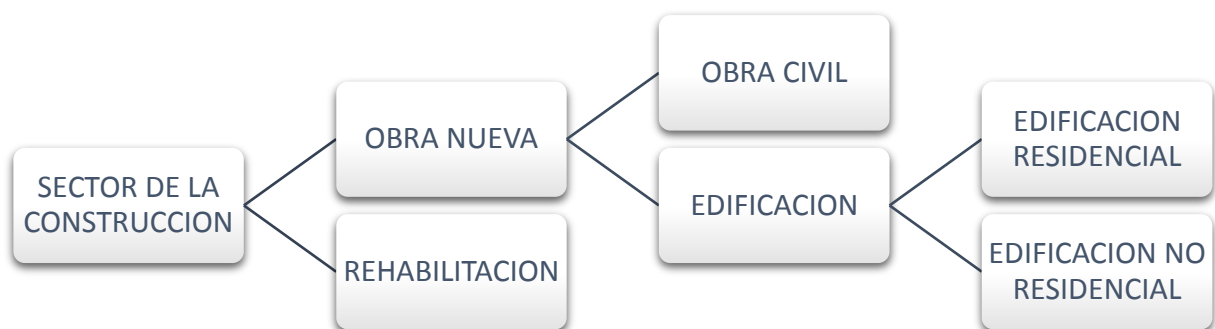 SECTOR DE LA
CONSTRUCCION
OBRA NUEVA
REHABILITACION
OBRA CIVIL
EDIFICACION
EDIFICACION
RESIDENCIAL
EDIFICACION NO
RESIDENCIAL